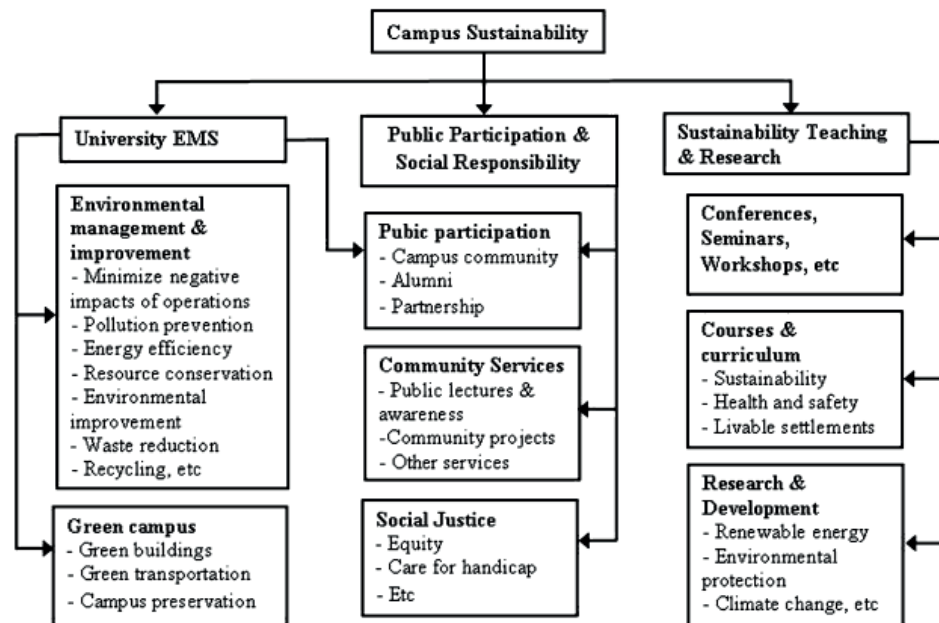 Campus Sustainability
University EMS
Public Participation &
Social Responsibility
Sustainability Teaching
& Research
Environmental
management &
improvement
- Minimize negative
impacts of operations
- Pollution prevention
- Energy efficiency
- Resource conservation
- Environmental
improvement
- Waste reduction
- Recycling, etc
Green campus
- Green buildings
- Green transportation
- Campus preservation
Pubic participation
- Campus community
- Alumni
- Partnership
Community Services
- Public lectures &
awareness
-Community projects
- Other services
Social Justice
- Equity
- Care for handicap
- Etc
Conferences,
Seminars,
Workshops, etc
Courses &
curriculum
- Sustainability
- Health and safety
- Livable settlements
Research &
Development
- Renewable energy
- Environmental
protection
- Climate change, etc